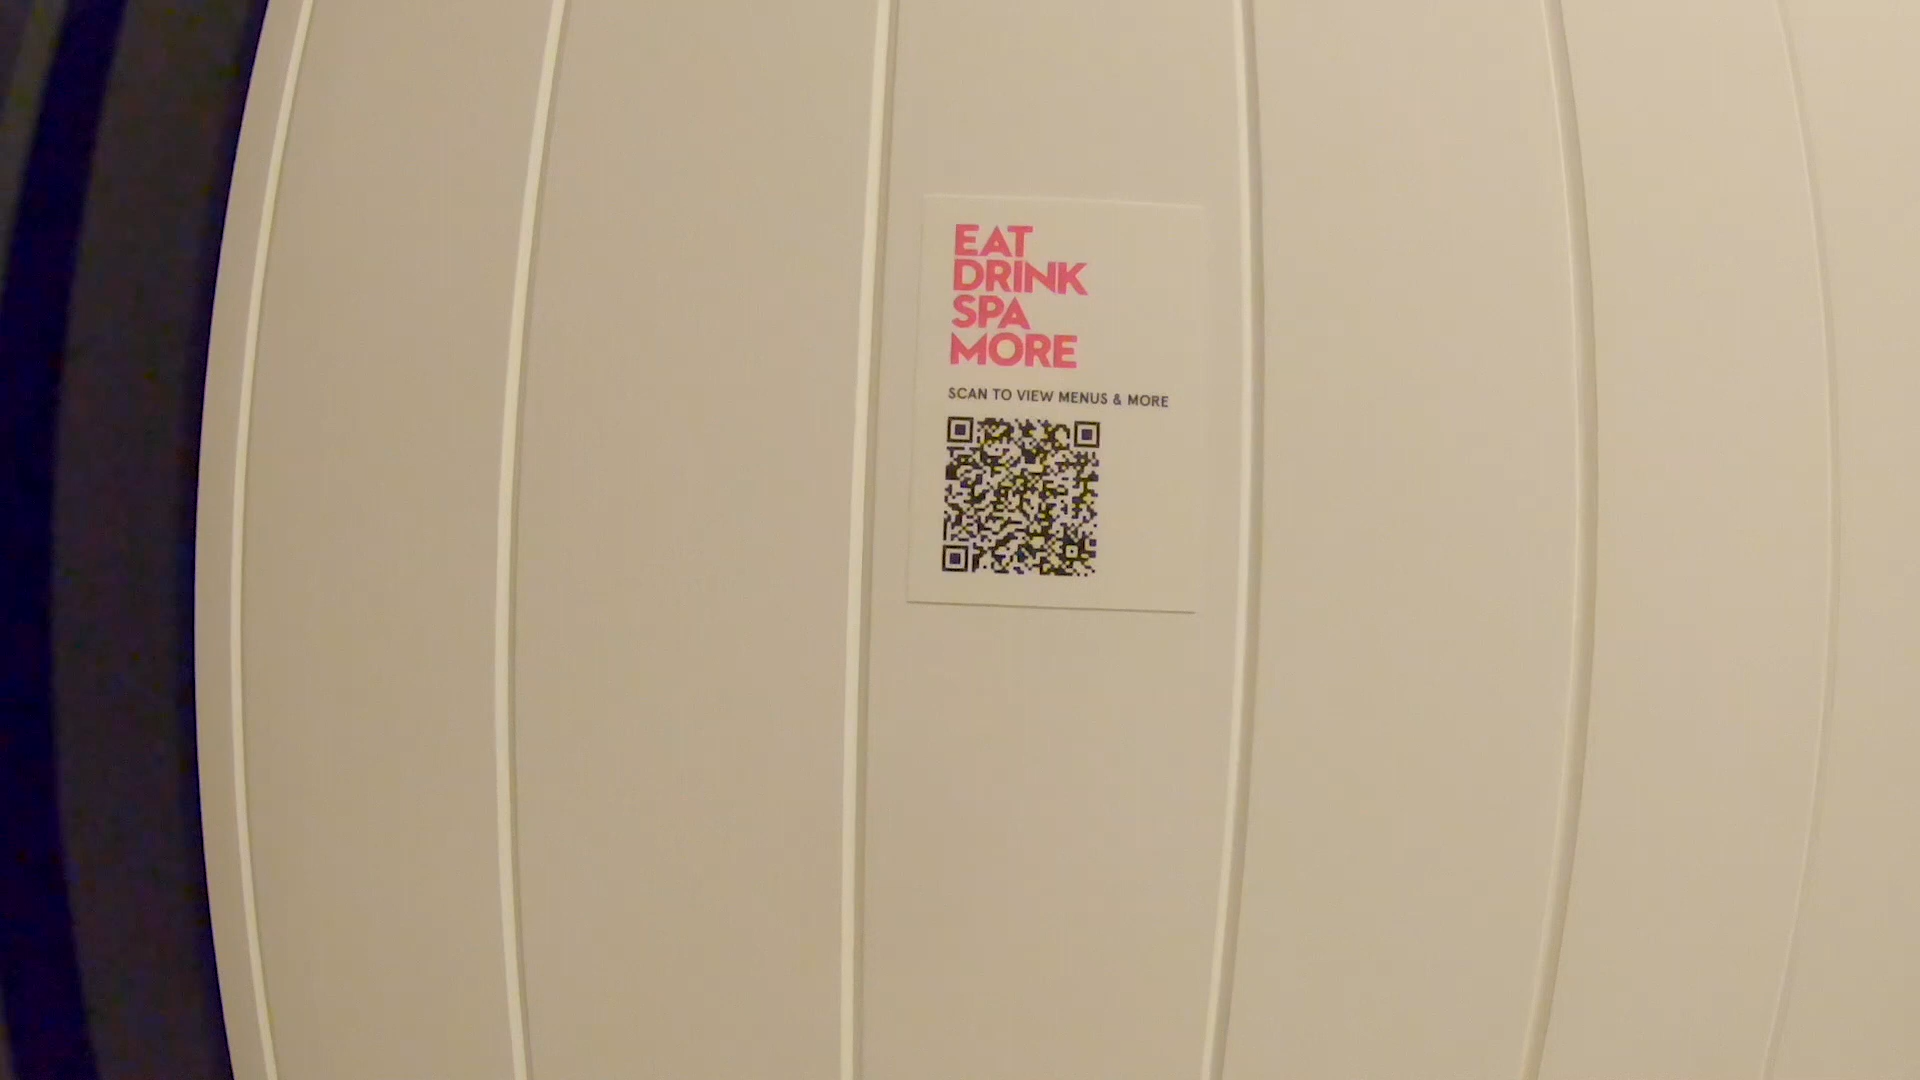 EAT
DRINK
SPA
MORE
SCAN TO VIEW MENUS & MORE